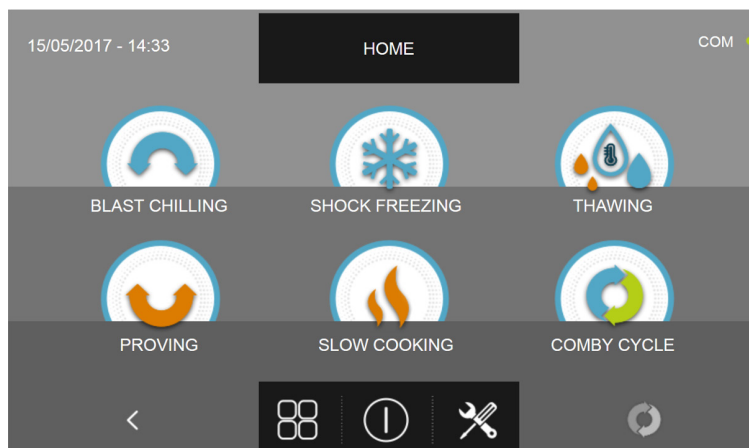 15/05/2017 - 14:33
HOME
COM
BLAST CHILLING
SHOCK FREEZING
THAWING
PROVING
SLOW COOKING
COMBY CYCLE